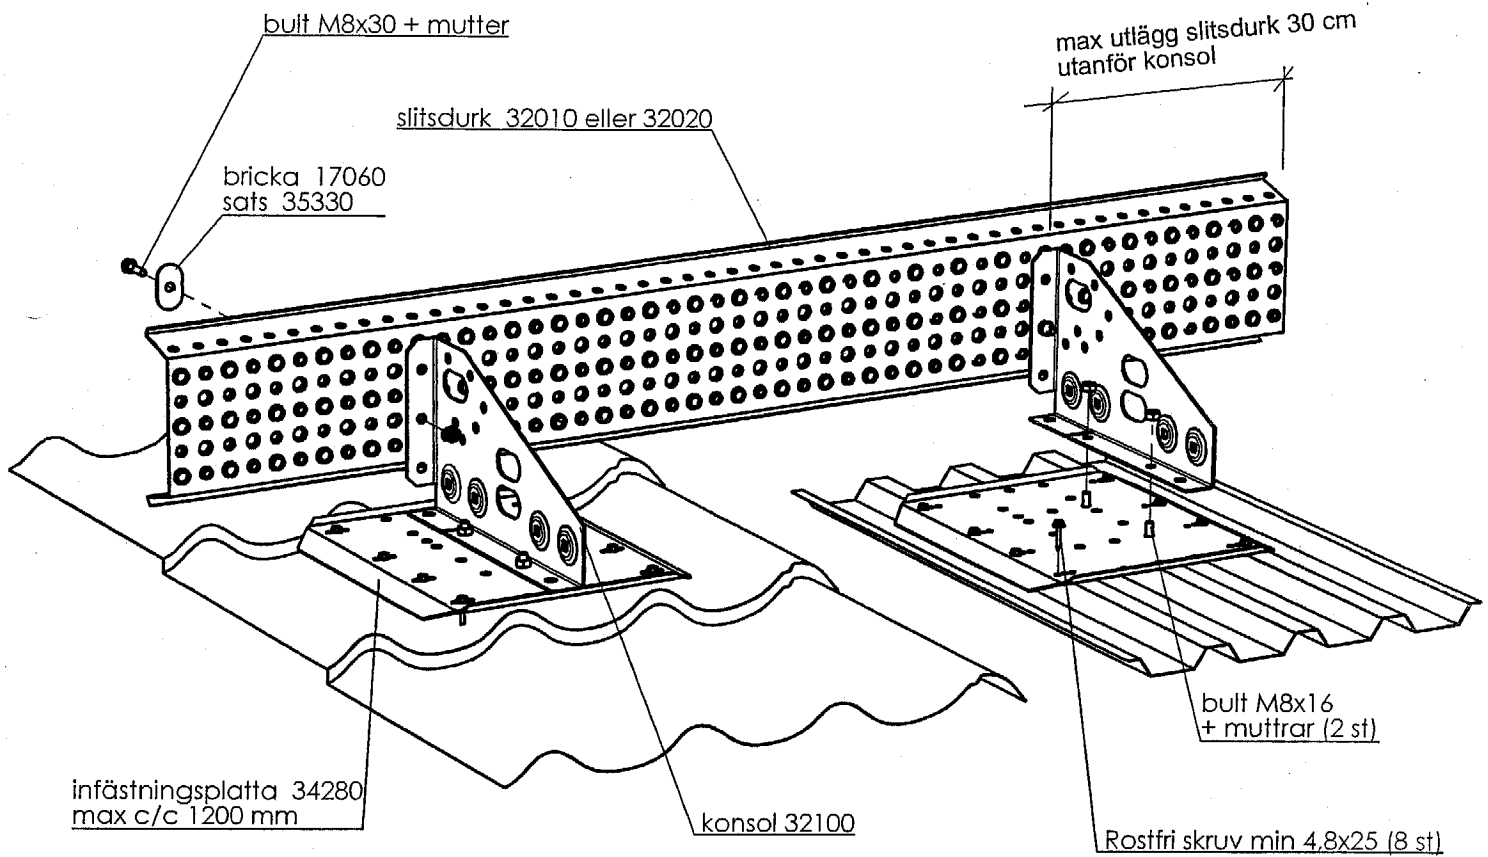 bult M8x30 + mutter
max utlägg slitsdurk 30 cm
utanför konsol
slitsdurk 32010 eller 32020
bricka 17060
sats 35330
bult M8x16
+ muttrar (2 st)
infästningsplatta 34280
max c/c 1200 mm
konsol 32100
Rostfri skruv min 4,8x25 (8 st)